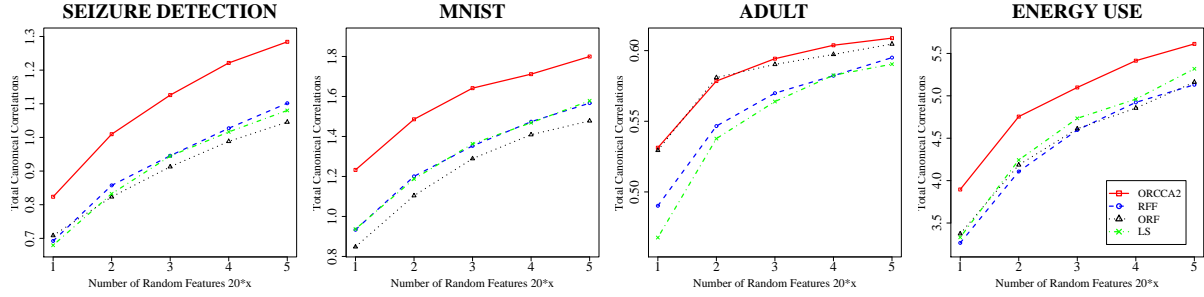 SEIZURE DETECTION
Total Canonical Correlations
0.7 0.8 0.9 1.0 1.1 1.2 1.3
1 2 3 4 5
Number of Random Features 20*x
MNIST
Total Canonical Correlations
0.8 1.0 1.2 1.4 1.6 1.8
1 2 3 4 5
Number of Random Features 20*x
ADULT
Total Canonical Correlations
0.50 0.55 0.60
1 2 3 4 5
Number of Random Features 20*x
ENERGY USE
Total Canonical Correlations
3.5 4.0 4.5 5.0 5.5
1 2 3 4 5
Number of Random Features 20*x
ORCCA2
RFF
ORF
LS